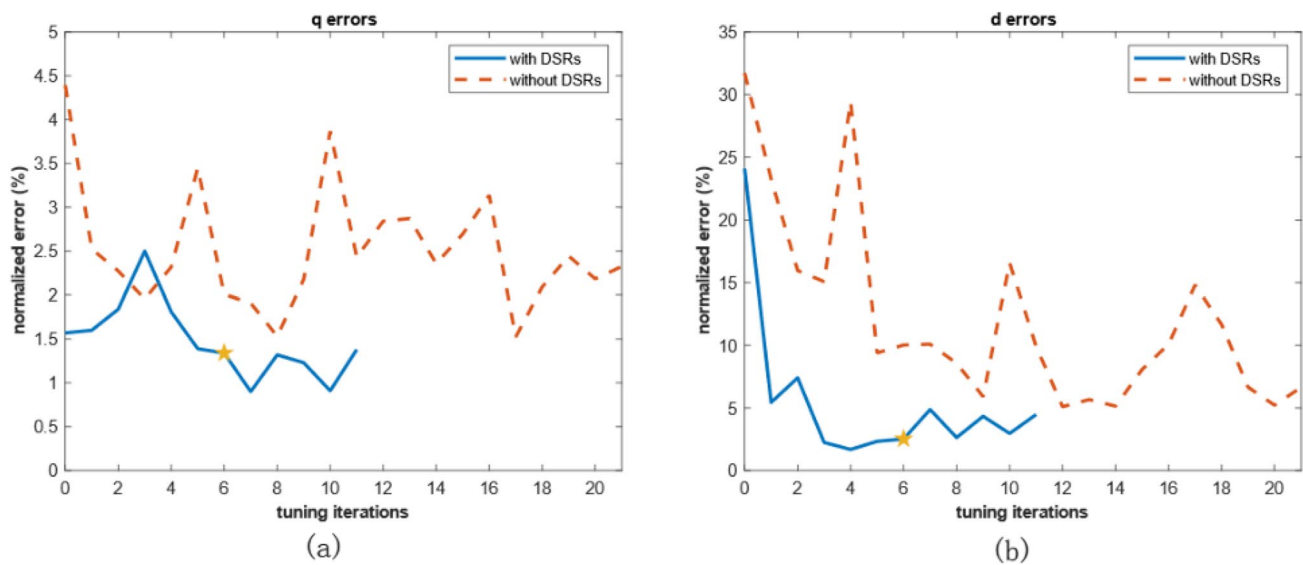 q errors
5
4.5
4
3.5
3
2.5
2
1.5
1
0.5
0
normalized error (%)
with DSRs
without DSRs
0 2 4 6 8 10 12 14 16 18 20
tuning iterations
(a)
d errors
35
30
25
20
15
10
5
0
normalized error (%)
with DSRs
without DSRs
0 2 4 6 8 10 12 14 16 18 20
tuning iterations
(b)